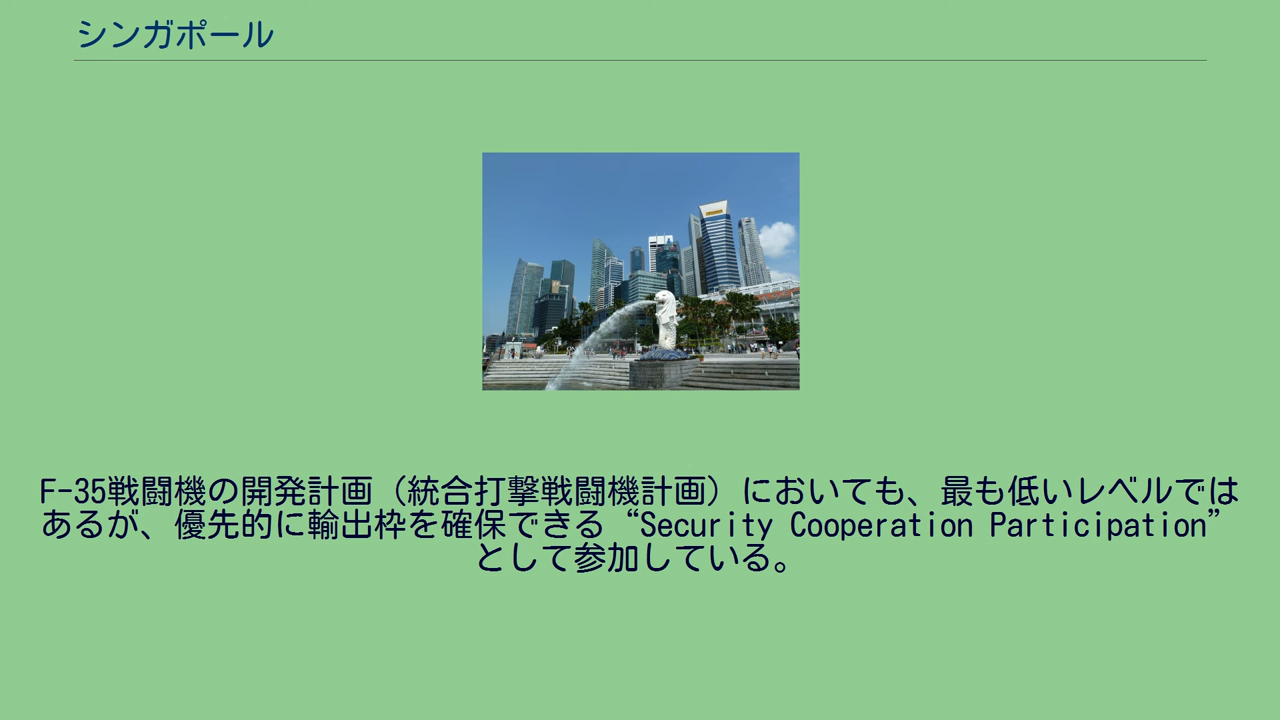 シンガポール
F-35戦闘機の開発計画（統合打撃戦闘機計画）においても、最も低いレベルでは
あるが、優先的に輸出枠を確保できる“Security Cooperation Participation”
として参加している。